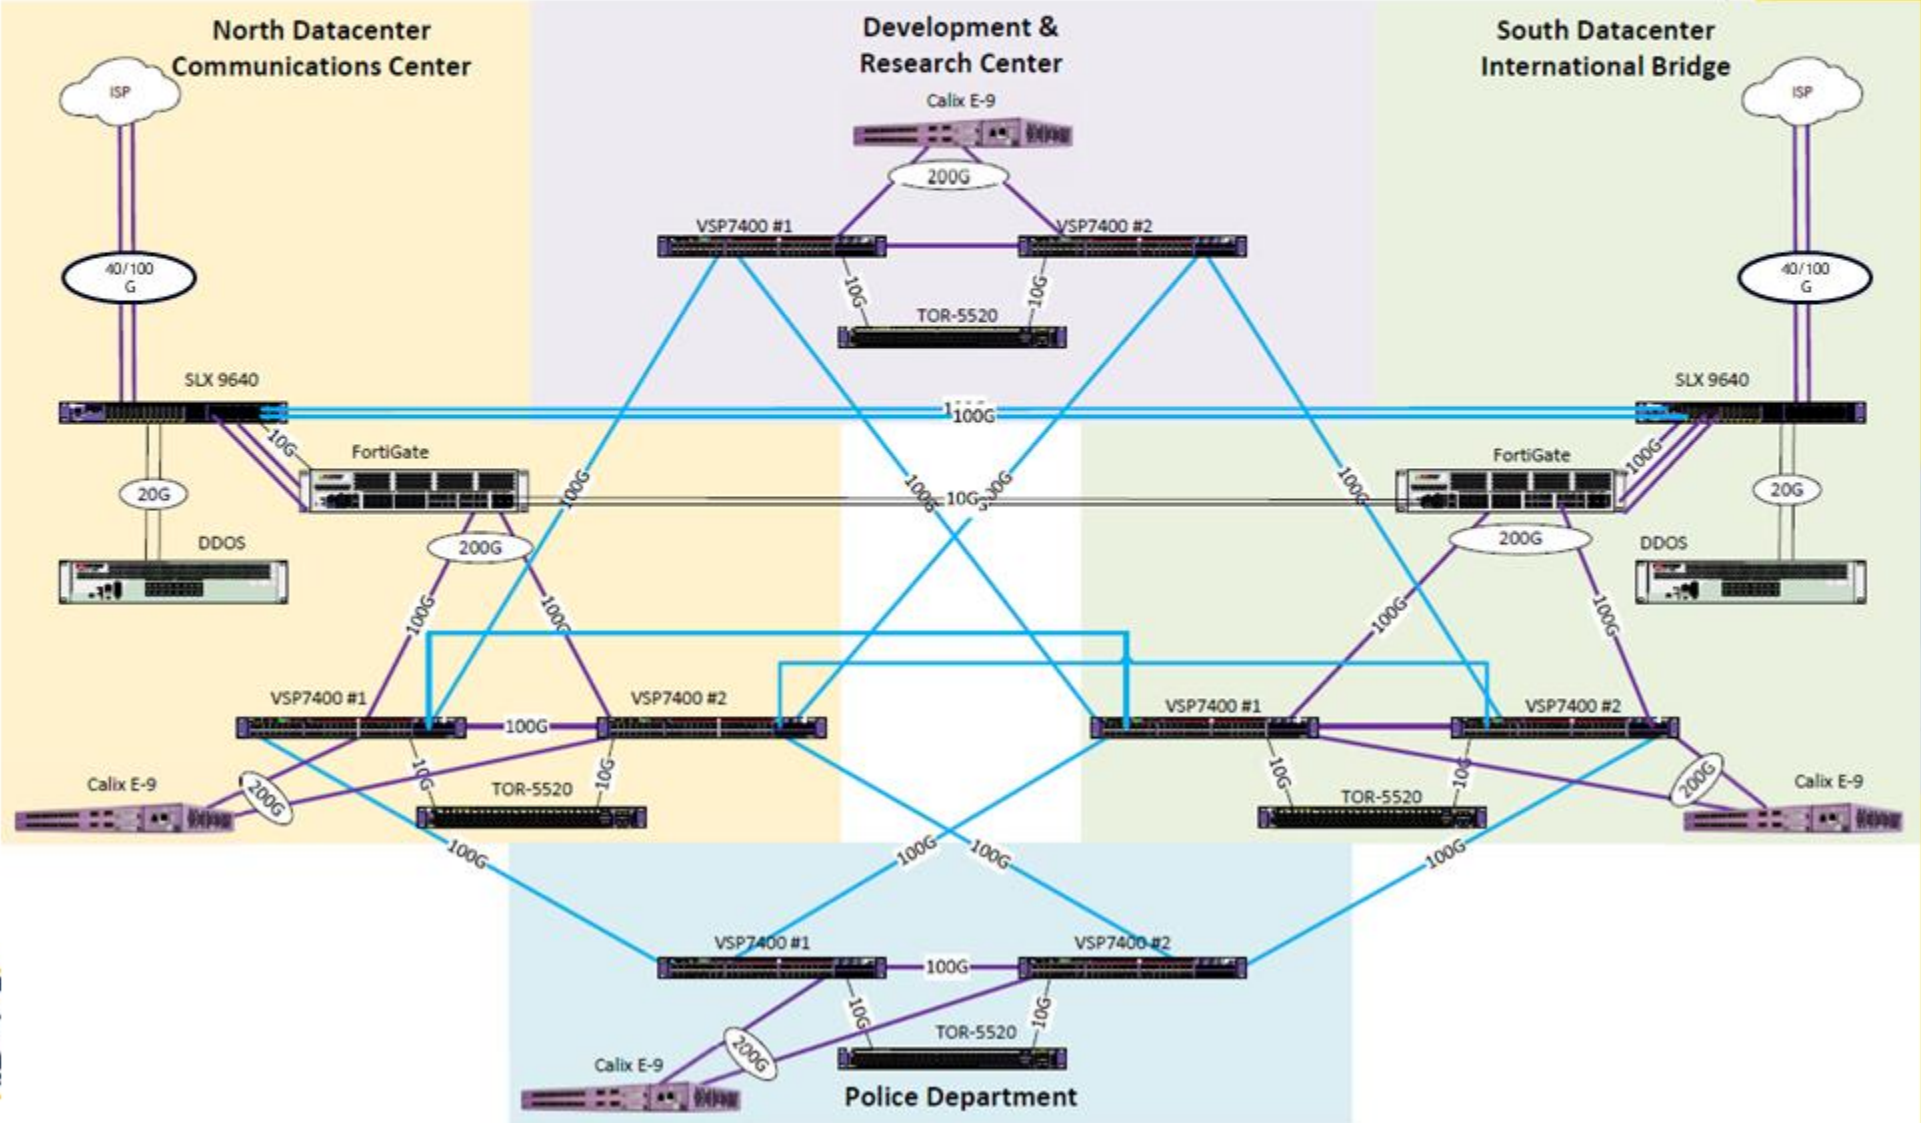 North Datacenter
Communications Center
Development &
Research Center
South Datacenter
International Bridge
ISP
ISP
Calix E-9
200G
VSP7400 #1
VSP7400 #2
40/100
G
40/100
G
10G
10G
TOR-5520
SLX 9640
SLX 9640
100G
10G
FortiGate
FortiGate
100G
20G
100G
100G
10G
100G
20G
DDOS
200G
200G
DDOS
100G
100G
100G
100G
VSP7400 #1
VSP7400 #2
VSP7400 #1
VSP7400 #2
100G
Calix E-9
200G
10G
TOR-5520
10G
10G
TOR-5520
10G
200G
Calix E-9
100G
100G
100G
100G
VSP7400 #1
VSP7400 #2
100G
10G
10G
TOR-5520
200G
Calix E-9
Police Department